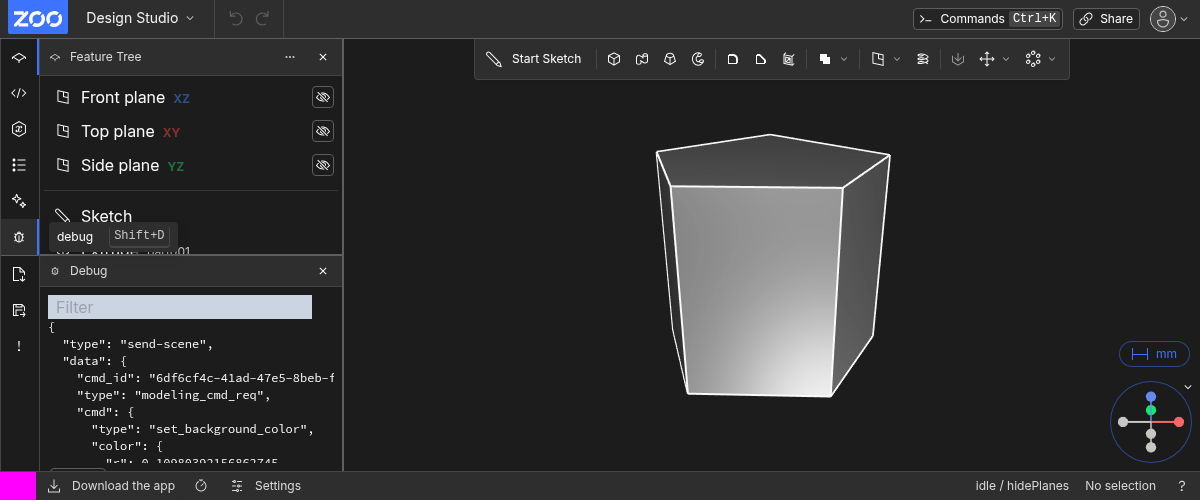 ZOO
Design Studio
Commands Ctrl+K
Share
Feature Tree
Start Sketch
Front plane XZ
Top plane XY
Side plane YZ
Sketch
debug Shift+D
Debug
Filter
{
"type": "send-scene",
"data": {
"cmd_id": "6df6cf4c-41ad-47e5-8beb-f
"type": "modeling_cmd_req",
"cmd": {
"type": "set_background_color",
"color": {
"r": 0.10980392156862745
mm
Download the app
Settings
idle / hidePlanes
No selection
?